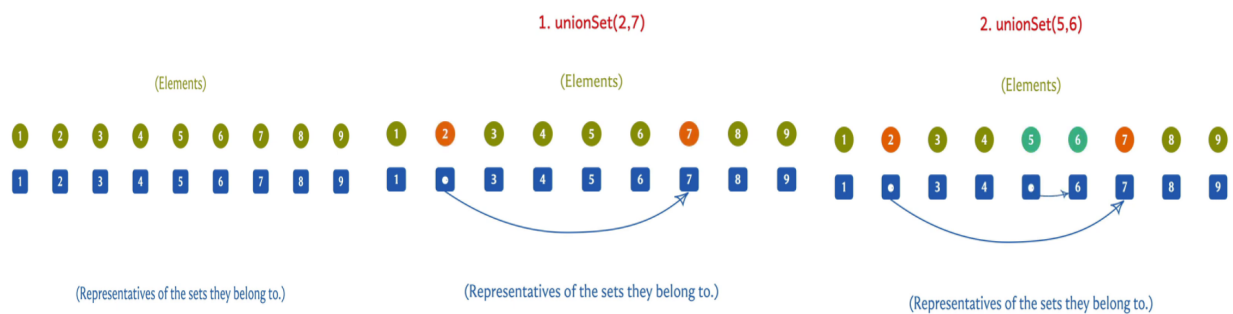 (Elements)
1 2 3 4 5 6 7 8 9
1 2 3 4 5 6 7 8 9
(Representatives of the sets they belong to.)
1. unionSet(2,7)
(Elements)
1 2 3 4 5 6 7 8 9
1 3 4 5 6 7 8 9
(Representatives of the sets they belong to.)
2. unionSet(5,6)
(Elements)
1 2 3 4 5 6 7 8 9
1 3 4 6 7 8 9
(Representatives of the sets they belong to.)